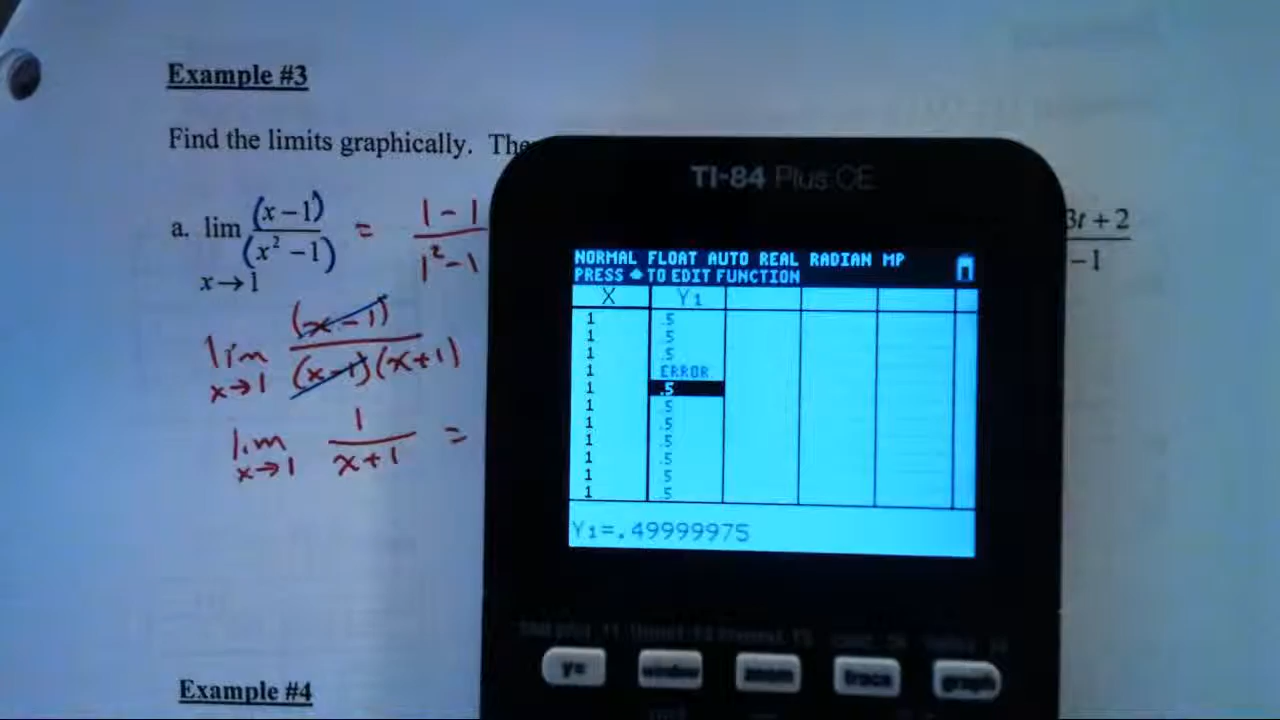 Example #3
Find the limits graphically. The
a. lim (x – 1) / (x² – 1) = 1 - 1 / 1² - 1
x → 1
3t + 2 / – 1
lim (x - 1) / (x - 1)(x + 1)
x → 1
lim 1 / x + 1 =
x → 1
TI-84 Plus CE
NORMAL FLOAT AUTO REAL RADIAN MP
PRESS TO EDIT FUNCTION
X Y1
1 .5
1 .5
1 .5
1 ERROR
1 .5
1 .5
1 .5
1 .5
1 .5
1 .5
1 .5
Y1=.49999975
y= window zoom trace graph
Example #4